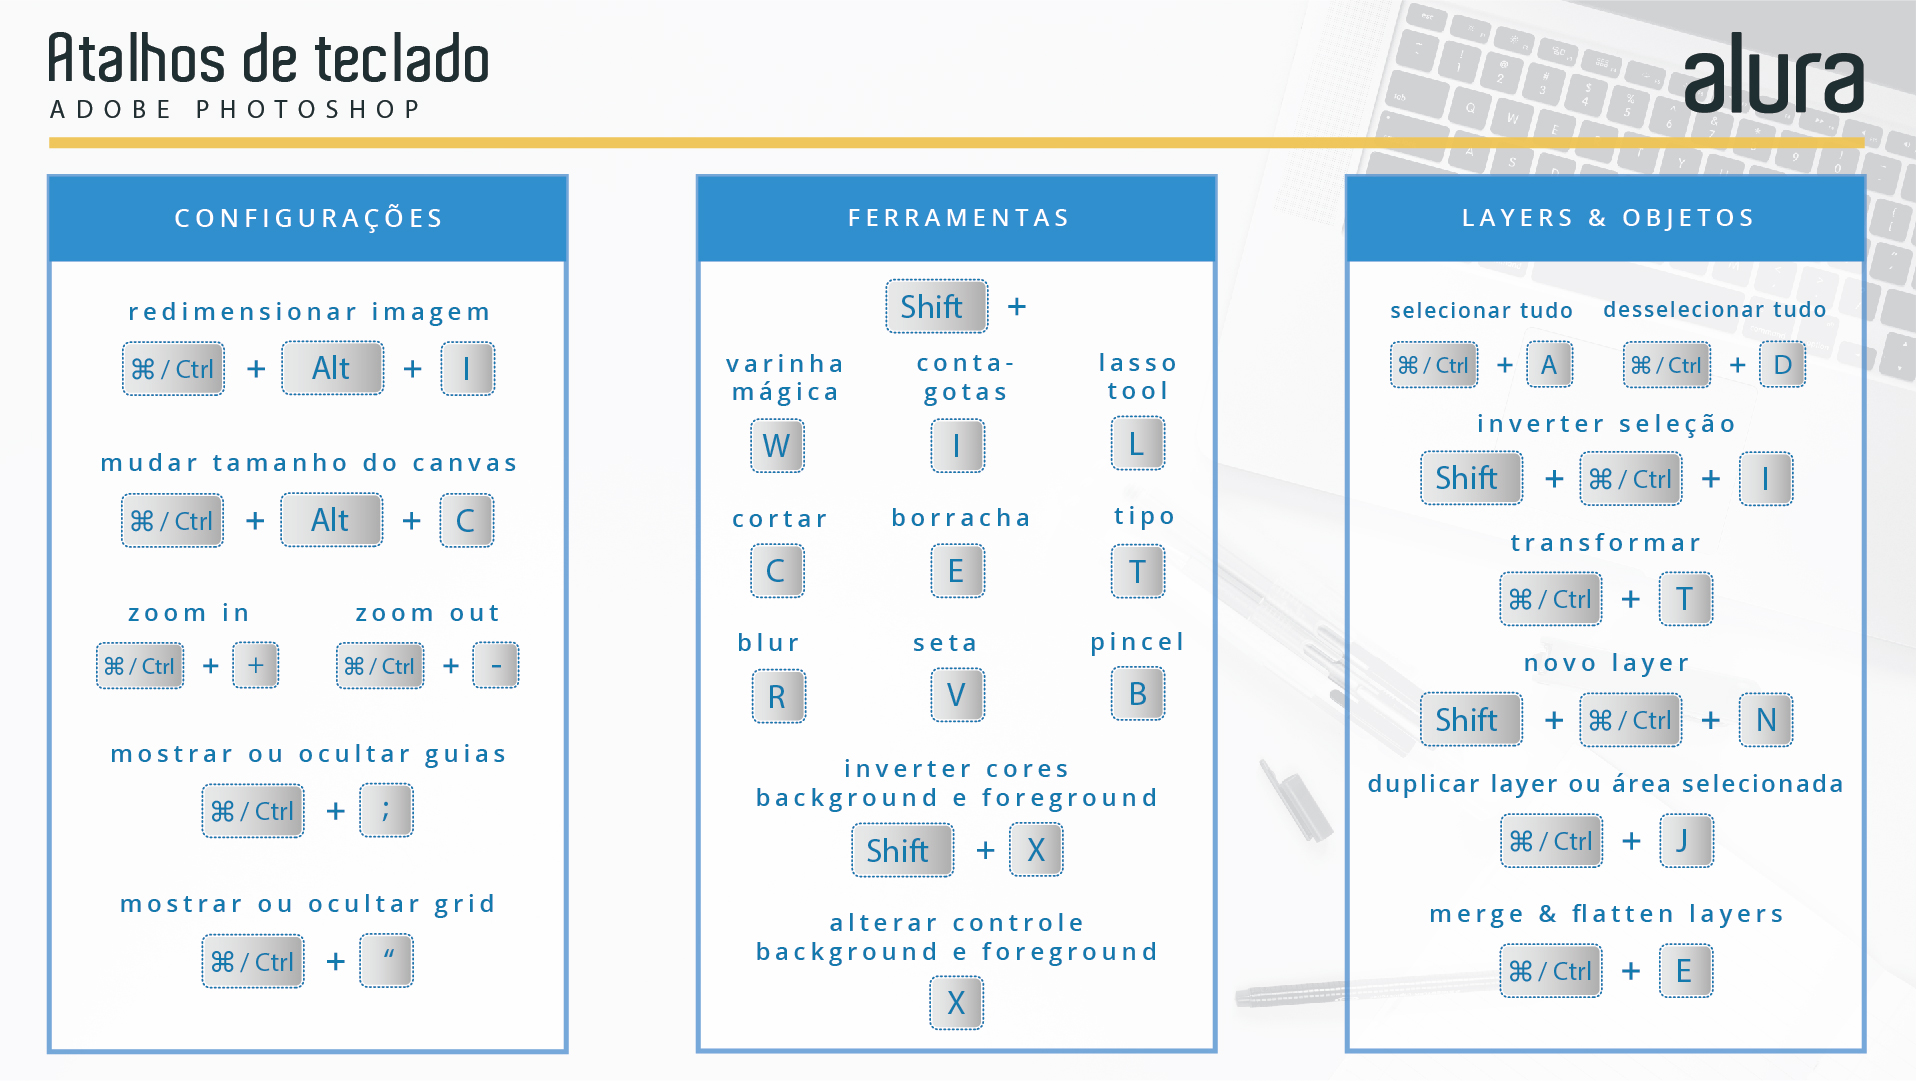 Atalhos de teclado
ADOBE PHOTOSHOP
alura
CONFIGURAÇÕES
redimensionar imagem
⌘ / Ctrl + Alt + I
mudar tamanho do canvas
⌘ / Ctrl + Alt + C
zoom in zoom out
⌘ / Ctrl + + ⌘ / Ctrl + -
mostrar ou ocultar guias
⌘ / Ctrl + ;
mostrar ou ocultar grid
⌘ / Ctrl + “
FERRAMENTAS
Shift +
varinha conta- lasso
mágica gotas tool
W I L
cortar borracha tipo
C E T
blur seta pincel
R V B
inverter cores
background e foreground
Shift + X
alterar controle
background e foreground
X
LAYERS & OBJETOS
selecionar tudo desselecionar tudo
⌘ / Ctrl + A ⌘ / Ctrl + D
inverter seleção
Shift + ⌘ / Ctrl + I
transformar
⌘ / Ctrl + T
novo layer
Shift + ⌘ / Ctrl + N
duplicar layer ou área selecionada
⌘ / Ctrl + J
merge & flatten layers
⌘ / Ctrl + E